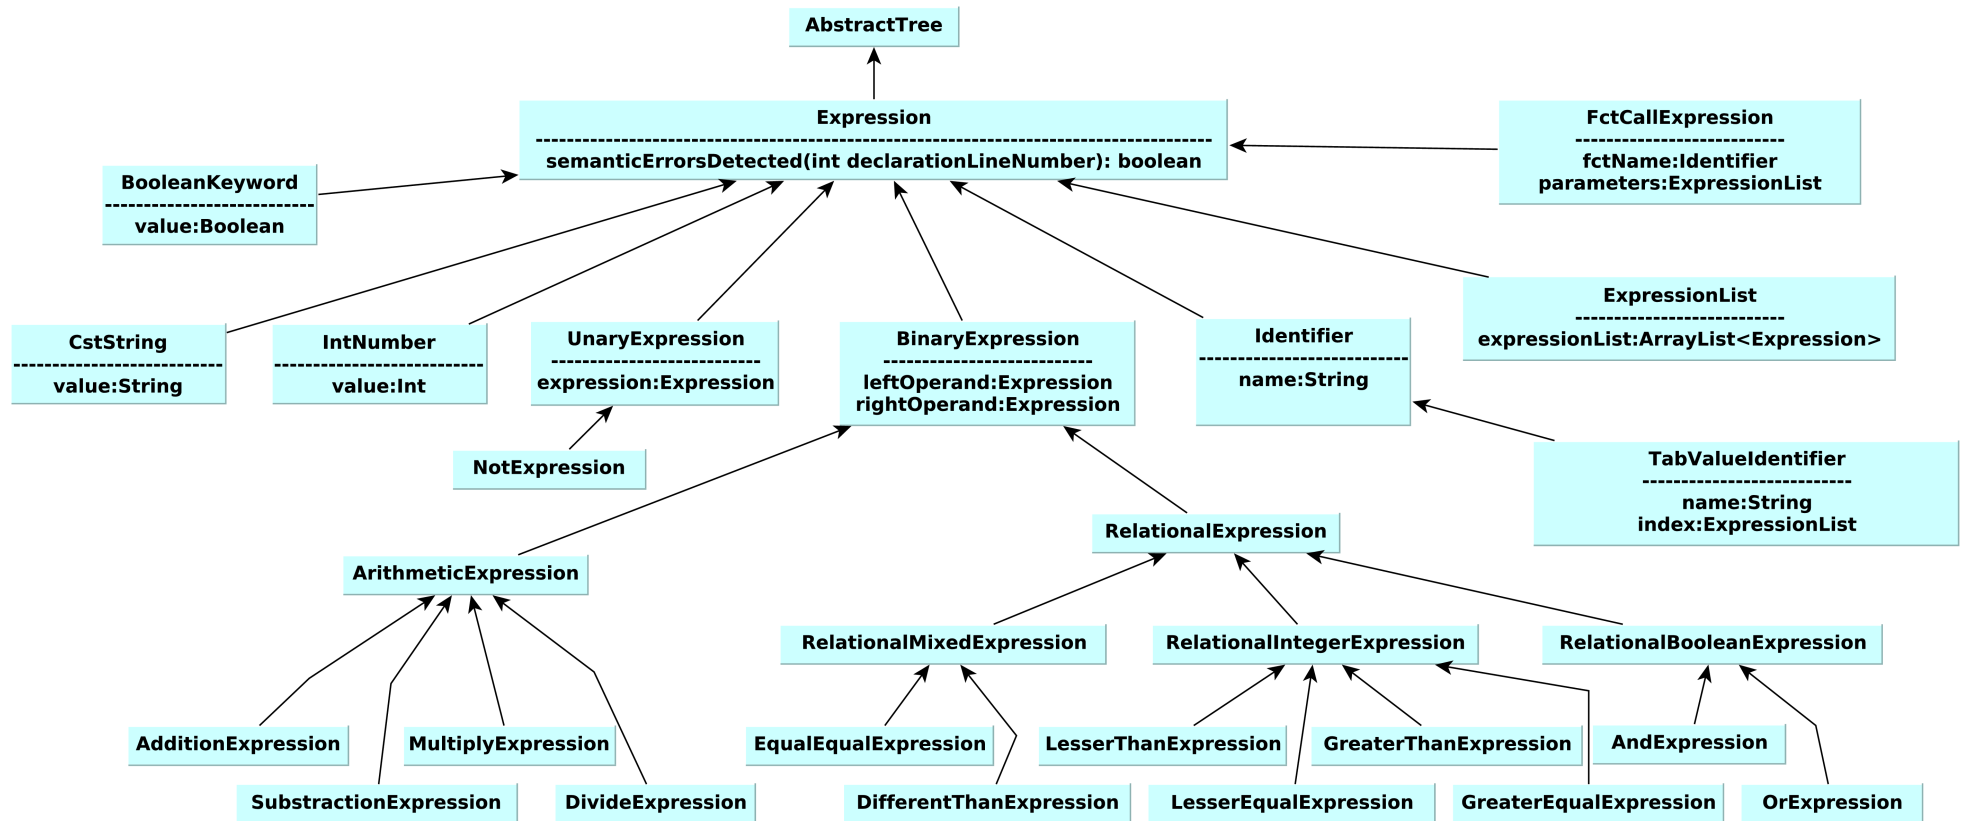 AbstractTree
Expression
--------------------------------------------------------------------------------------
semanticErrorsDetected(int declarationLineNumber): boolean
FctCallExpression
---------------------------
fctName:Identifier
parameters:ExpressionList
BooleanKeyword
---------------------------
value:Boolean
CstString
---------------------------
value:String
IntNumber
---------------------------
value:Int
UnaryExpression
---------------------------
expression:Expression
BinaryExpression
---------------------------
leftOperand:Expression
rightOperand:Expression
Identifier
---------------------------
name:String
ExpressionList
---------------------------
expressionList:ArrayList<Expression>
NotExpression
TabValueIdentifier
---------------------------
name:String
index:ExpressionList
RelationalExpression
ArithmeticExpression
RelationalMixedExpression
RelationalIntegerExpression
RelationalBooleanExpression
AdditionExpression
MultiplyExpression
EqualEqualExpression
LesserThanExpression
GreaterThanExpression
AndExpression
SubstractionExpression
DivideExpression
DifferentThanExpression
LesserEqualExpression
GreaterEqualExpression
OrExpression